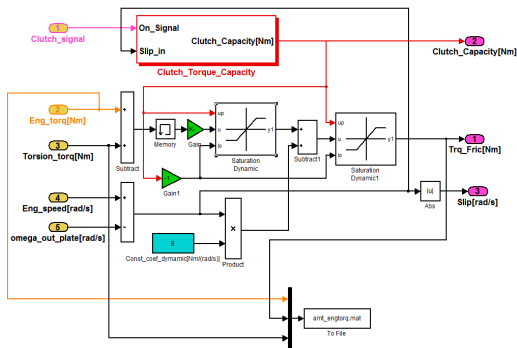 1
Clutch_signal
On_Signal
Slip_in
Clutch_Capacity[Nm]
Clutch_Torque_Capacity
2
Clutch_Capacity[Nm]
2
Eng_torq[Nm]
3
Torsion_torq[Nm]
+
+
Subtract
Memory
Gain
up
u
lo
y1
Saturation
Dynamic
-1
Gain1
+
+
Subtract1
up
u
lo
y1
Saturation
Dynamic1
1
Trq_Fric[Nm]
4
Eng_speed[rad/s]
5
omega_out_plate[rad/s]
+
−
|u|
Abs
3
Slip[rad/s]
8
Const_coef_dynamic[Nm/(rad/s)]
×
Product
amt_engtorq.mat
To File